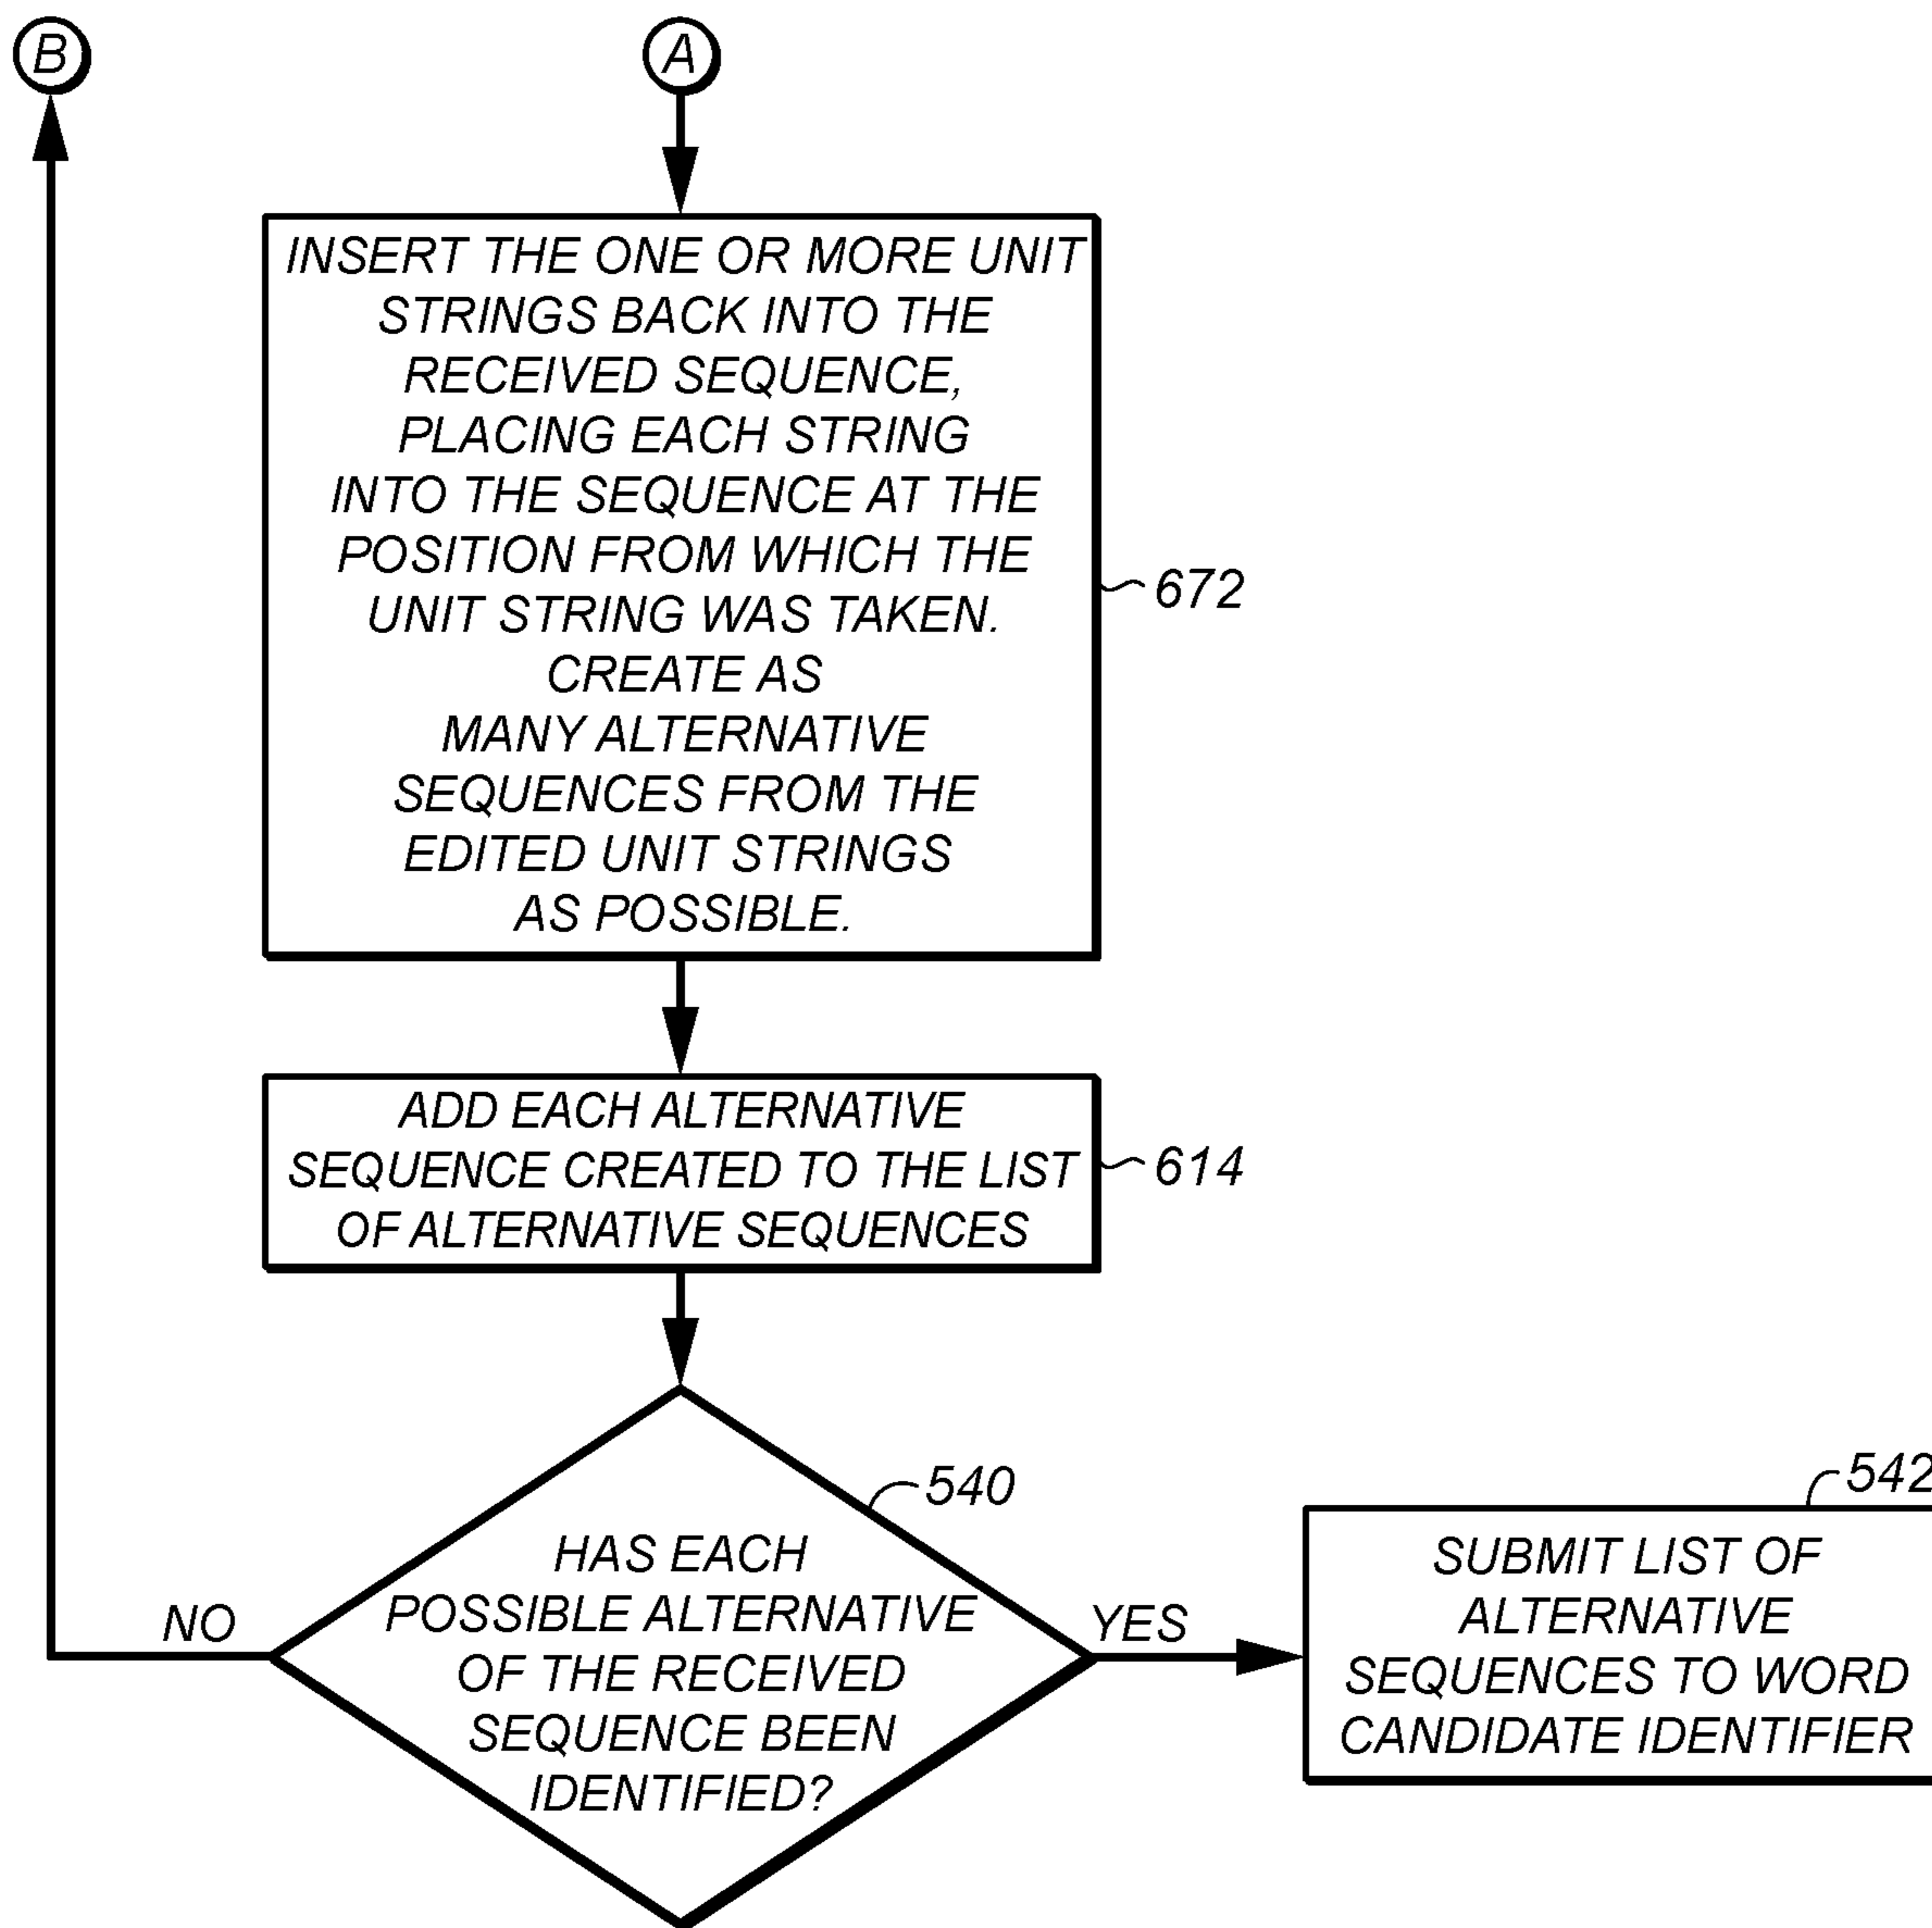 B
A
INSERT THE ONE OR MORE UNIT
STRINGS BACK INTO THE
RECEIVED SEQUENCE,
PLACING EACH STRING
INTO THE SEQUENCE AT THE
POSITION FROM WHICH THE
UNIT STRING WAS TAKEN.
CREATE AS
MANY ALTERNATIVE
SEQUENCES FROM THE
EDITED UNIT STRINGS
AS POSSIBLE.
672
ADD EACH ALTERNATIVE
SEQUENCE CREATED TO THE LIST
OF ALTERNATIVE SEQUENCES
614
HAS EACH
POSSIBLE ALTERNATIVE
OF THE RECEIVED
SEQUENCE BEEN
IDENTIFIED?
540
NO
YES
542
SUBMIT LIST OF
ALTERNATIVE
SEQUENCES TO WORD
CANDIDATE IDENTIFIER